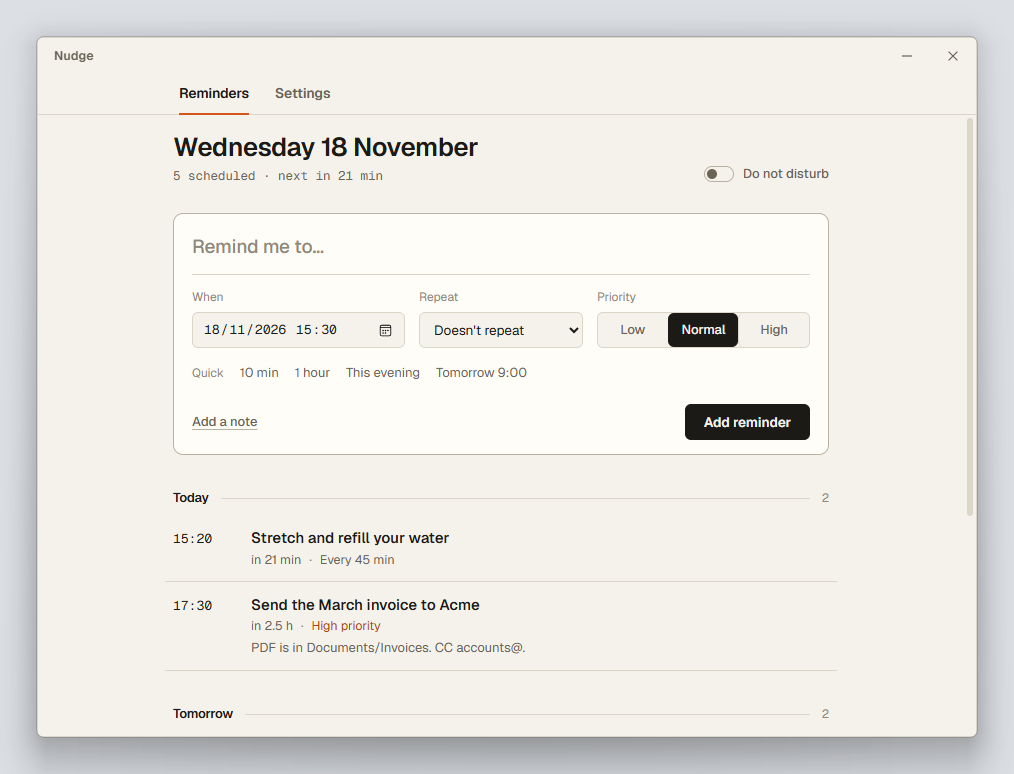 Nudge
Reminders Settings
Wednesday 18 November
5 scheduled · next in 21 min
Do not disturb
Remind me to...
When Repeat Priority
18/11/2026 15:30 Doesn't repeat Low Normal High
Quick 10 min 1 hour This evening Tomorrow 9:00
Add a note Add reminder
Today 2
15:20 Stretch and refill your water
in 21 min · Every 45 min
17:30 Send the March invoice to Acme
in 2.5 h · High priority
PDF is in Documents/Invoices. CC accounts@.
Tomorrow 2